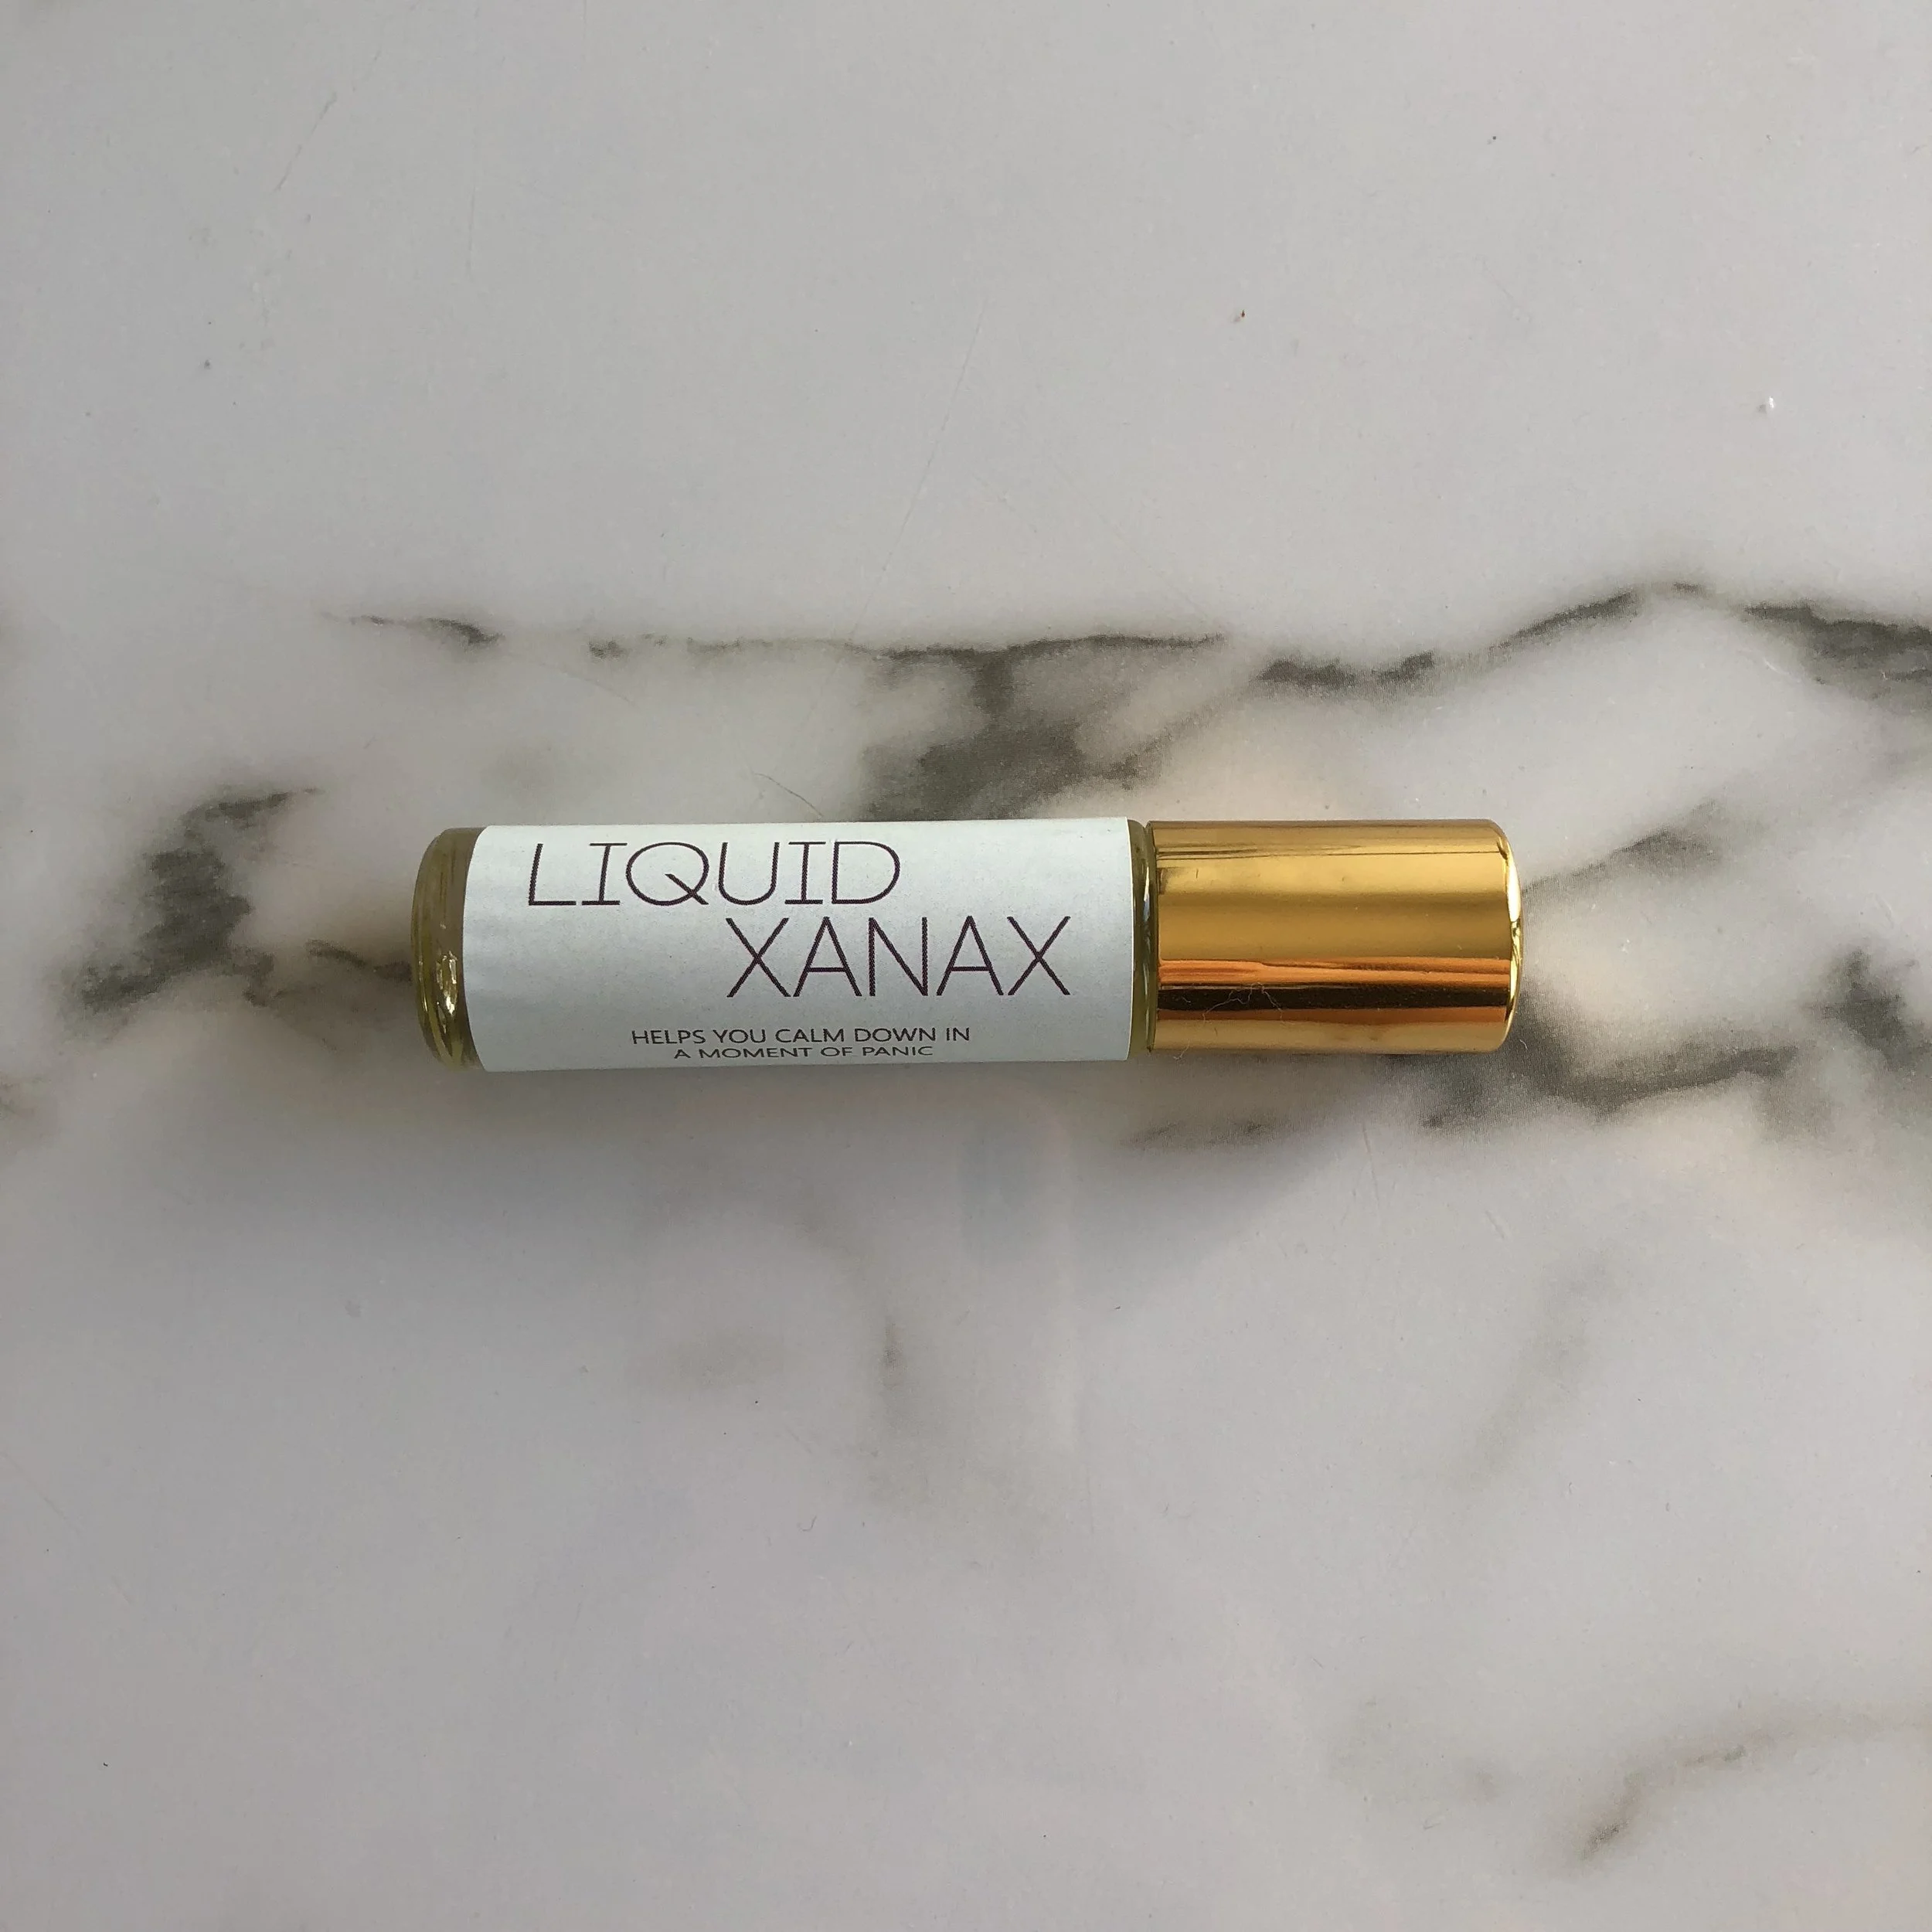 LIQUID
XANAX
HELPS YOU CALM DOWN IN
A MOMENT OF PANIC